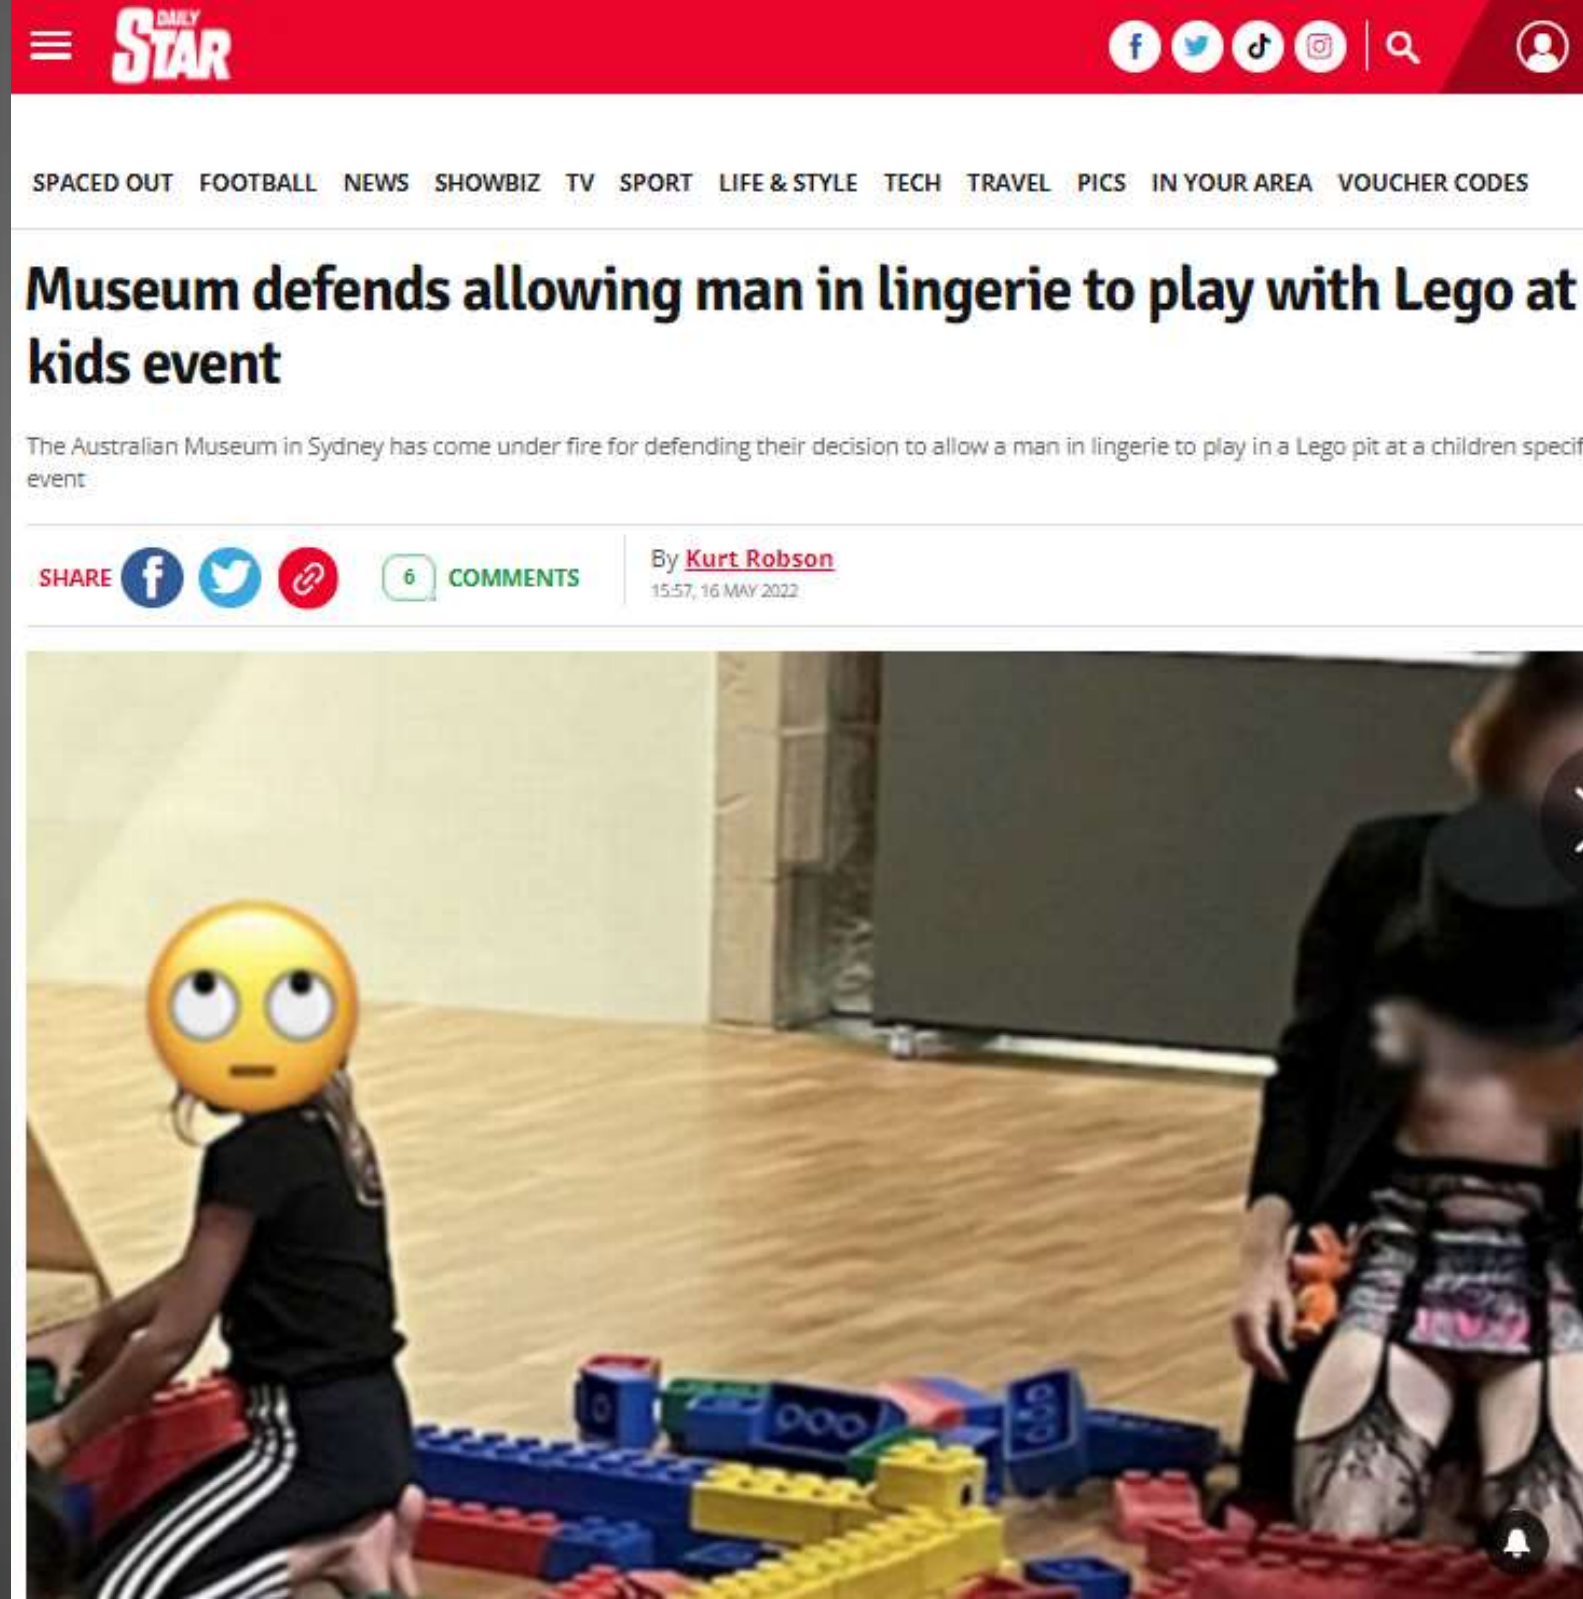 DAILY
STAR
SPACED OUT FOOTBALL NEWS SHOWBIZ TV SPORT LIFE & STYLE TECH TRAVEL PICS IN YOUR AREA VOUCHER CODES
Museum defends allowing man in lingerie to play with Lego at
kids event
The Australian Museum in Sydney has come under fire for defending their decision to allow a man in lingerie to play in a Lego pit at a children specif
event
SHARE 6 COMMENTS By Kurt Robson
15:57, 16 MAY 2022